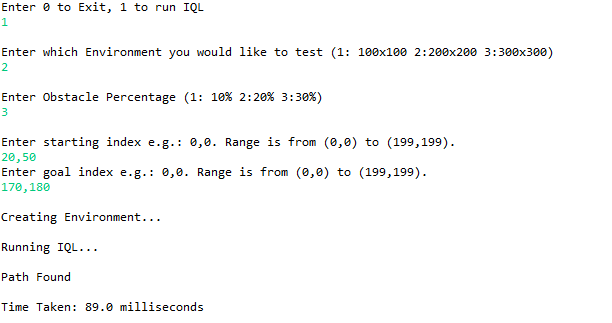 Enter 0 to Exit, 1 to run IQL
1
Enter which Environment you would like to test (1: 100x100 2:200x200 3:300x300)
2
Enter Obstacle Percentage (1: 10% 2:20% 3:30%)
3
Enter starting index e.g.: 0,0. Range is from (0,0) to (199,199).
20,50
Enter goal index e.g.: 0,0. Range is from (0,0) to (199,199).
170,180
Creating Environment...
Running IQL...
Path Found
Time Taken: 89.0 milliseconds